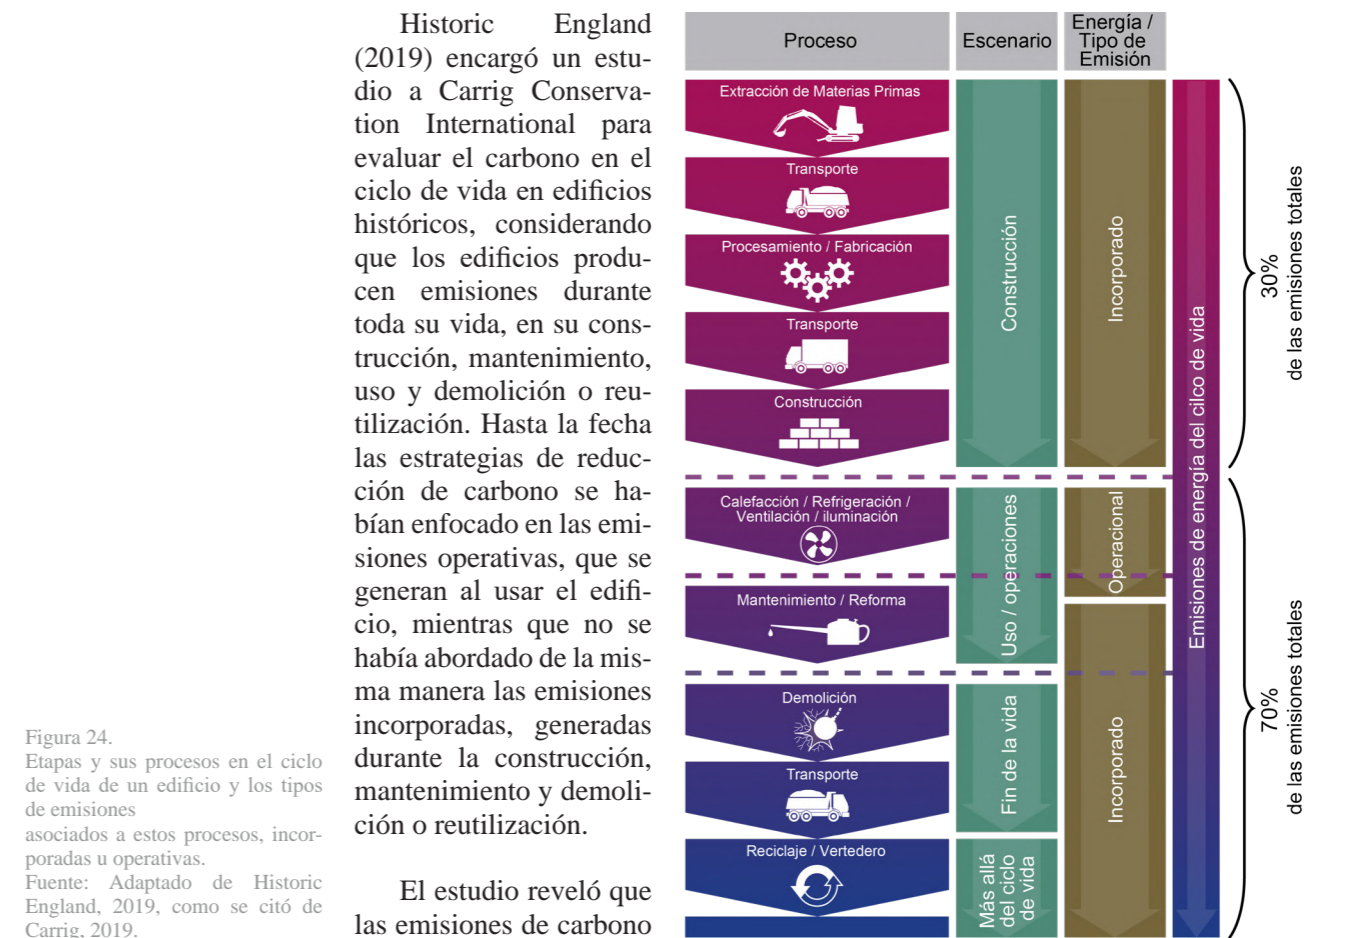 Historic England
(2019) encargó un estu-
dio a Carrig Conserva-
tion International para
evaluar el carbono en el
ciclo de vida en edificios
históricos, considerando
que los edificios produ-
cen emisiones durante
toda su vida, en su cons-
trucción, mantenimiento,
uso y demolición o reu-
tilización. Hasta la fecha
las estrategias de reduc-
ción de carbono se ha-
bían enfocado en las emi-
siones operativas, que se
generan al usar el edifi-
cio, mientras que no se
había abordado de la mis-
ma manera las emisiones
incorporadas, generadas
durante la construcción,
mantenimiento y demoli-
ción o reutilización.
El estudio reveló que
las emisiones de carbono
Figura 24.
Etapas y sus procesos en el ciclo
de vida de un edificio y los tipos
de emisiones
asociados a estos procesos, incor-
poradas u operativas.
Fuente: Adaptado de Historic
England, 2019, como se citó de
Carrig, 2019.
Proceso
Escenario
Energía /
Tipo de
Emisión
Extracción de Materias Primas
Transporte
Procesamiento / Fabricación
Transporte
Construcción
Calefacción / Refrigeración /
Ventilación / iluminación
Mantenimiento / Reforma
Demolición
Transporte
Reciclaje / Vertedero
Construcción
Uso / operaciones
Fin de la vida
Más allá
del ciclo
de vida
Incorporado
Operacional
Incorporado
Emisiones de energía del cilco de vida
30%
de las emisiones totales
70%
de las emisiones totales